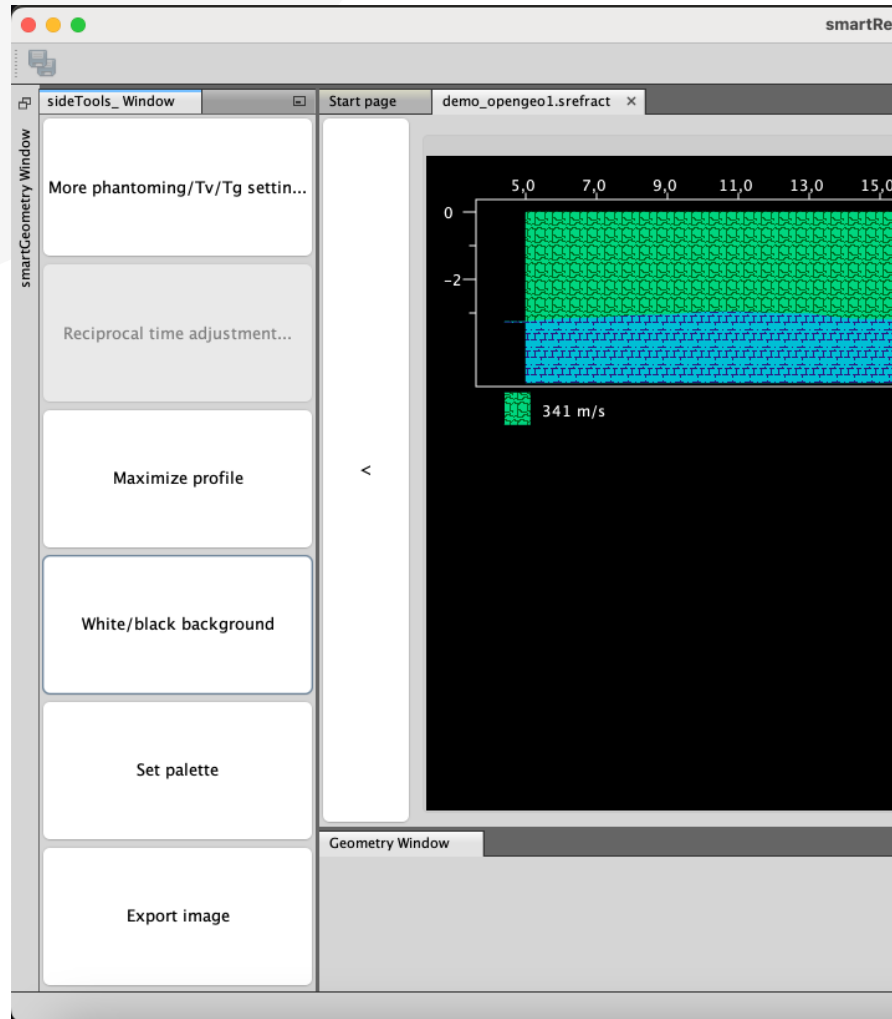 smartRe
sideTools_ Window
Start page
demo_opengeo1.srefract ×
smartGeometry Window
More phantoming/Tv/Tg settin...
Reciprocal time adjustment...
Maximize profile
White/black background
Set palette
Export image
<
5,0 7,0 9,0 11,0 13,0 15,0
0
−2
341 m/s
Geometry Window